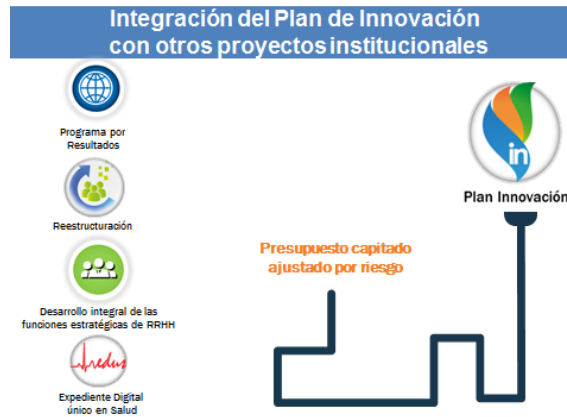 Integración del Plan de Innovación
con otros proyectos institucionales
Programa por
Resultados
Reestructuración
Desarrollo integral de las
funciones estratégicas de RRHH
edus
Expediente Digital
único en Salud
in
Plan Innovación
Presupuesto capitado
ajustado por riesgo